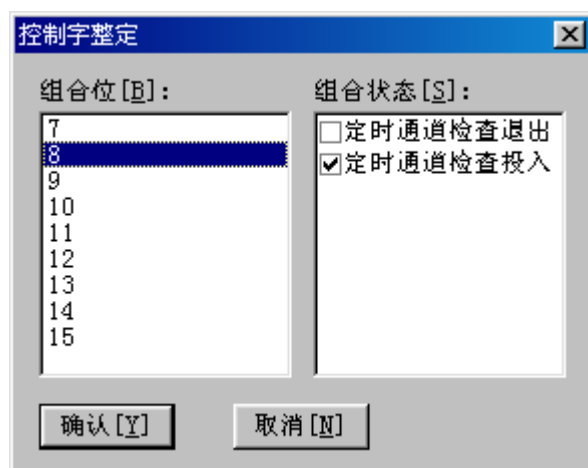 控制字整定
组合位[B]:
组合状态[S]:
7
8
9
10
11
12
13
14
15
定时通道检查退出
定时通道检查投入
确认[Y]
取消[N]